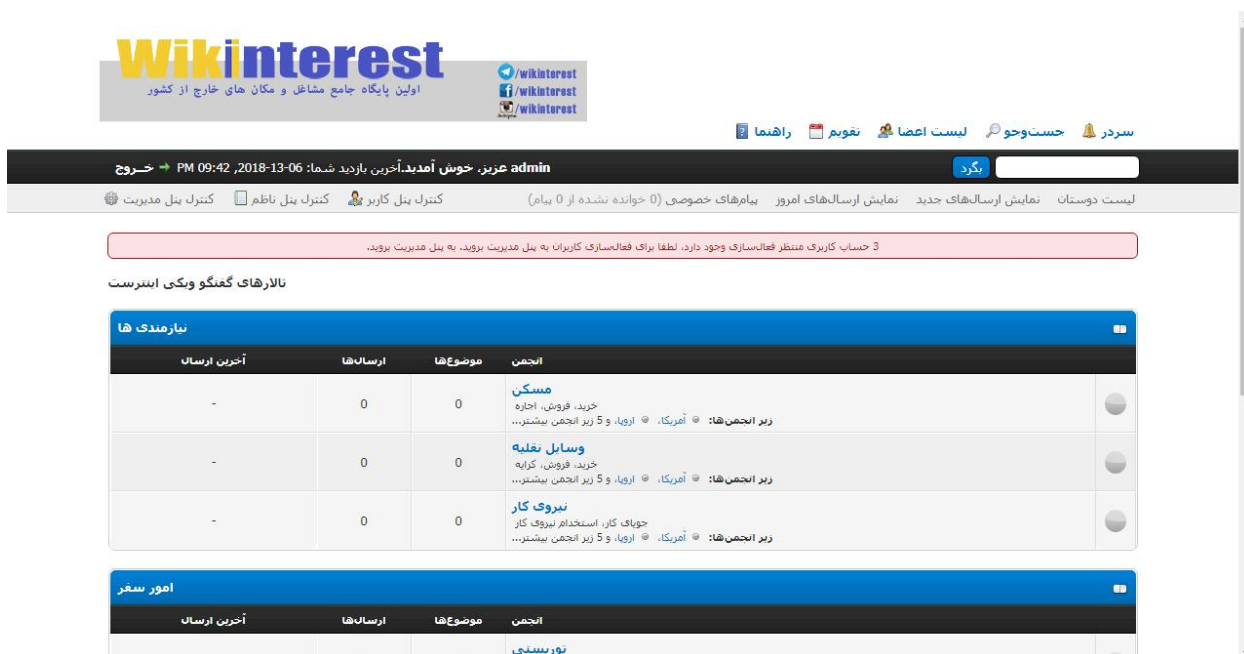 Wikinterest
اولین پایگاه جامع مشاغل و مکان های خارج از کشور
/wikinterest
/wikinterest
/wikinterest
سردر جست‌وجو لیست اعضا تقویم راهنما
بگرد
admin عزیز، خوش آمدید. آخرین بازدید شما: 06-13-2018, 09:42 PM خــروج
لیست دوستان نمایش ارسال‌های جدید نمایش ارسال‌های امروز پیام‌های خصوصی (0 خوانده نشده از 0 پیام) کنترل پنل کاربر کنترل پنل ناظم کنترل پنل مدیریت
3 حساب کاربری منتظر فعال‌سازی وجود دارد، لطفا برای فعال‌سازی کاربران به پنل مدیریت بروید. به پنل مدیریت بروید.
تالارهای گفتگو ویکی اینترست
نیازمندی ها
انجمن موضوع‌ها ارسال‌ها آخرین ارسال
مسکن
خرید، فروش، اجاره
زیر انجمن‌ها: آمریکا، اروپا، و 5 زیر انجمن بیشتر...
0 0 -
وسایل نقلیه
خرید، فروش، کرایه
زیر انجمن‌ها: آمریکا، اروپا، و 5 زیر انجمن بیشتر...
0 0 -
نیروی کار
جویای کار، استخدام نیروی کار
زیر انجمن‌ها: آمریکا، اروپا، و 5 زیر انجمن بیشتر...
0 0 -
امور سفر
انجمن موضوع‌ها ارسال‌ها آخرین ارسال
توریستی